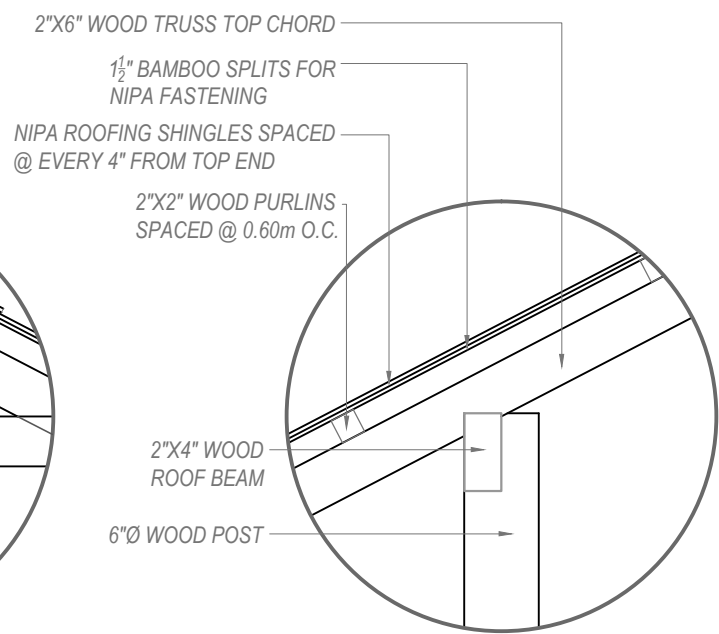 2"X6" WOOD TRUSS TOP CHORD
1½" BAMBOO SPLITS FOR
NIPA FASTENING
NIPA ROOFING SHINGLES SPACED
@ EVERY 4" FROM TOP END
2"X2" WOOD PURLINS
SPACED @ 0.60m O.C.
2"X4" WOOD
ROOF BEAM
6"Ø WOOD POST